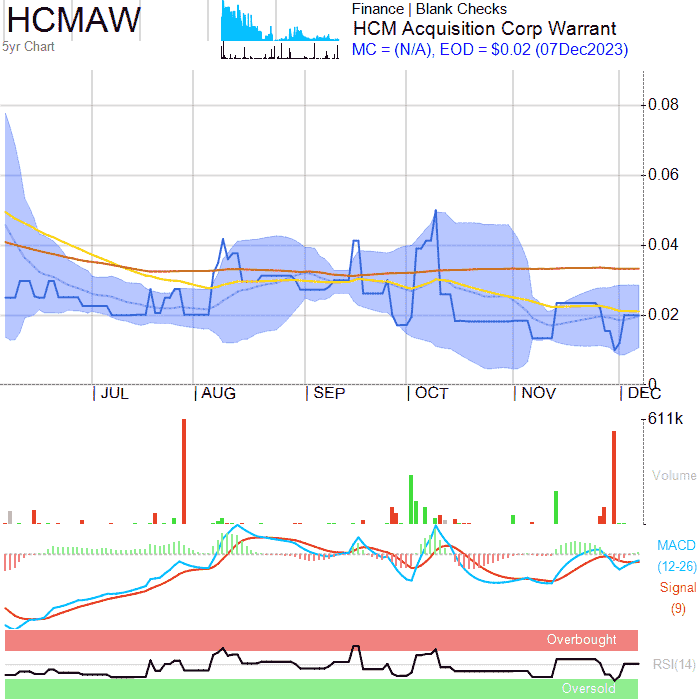 HCMAW
5yr Chart
Finance | Blank Checks
HCM Acquisition Corp Warrant
MC = (N/A), EOD = $0.02 (07Dec2023)
0.08
0.06
0.04
0.02
0
JUL AUG SEP OCT NOV DEC
611k
Volume
MACD
(12-26)
Signal
(9)
Overbought
RSI(14)
Oversold